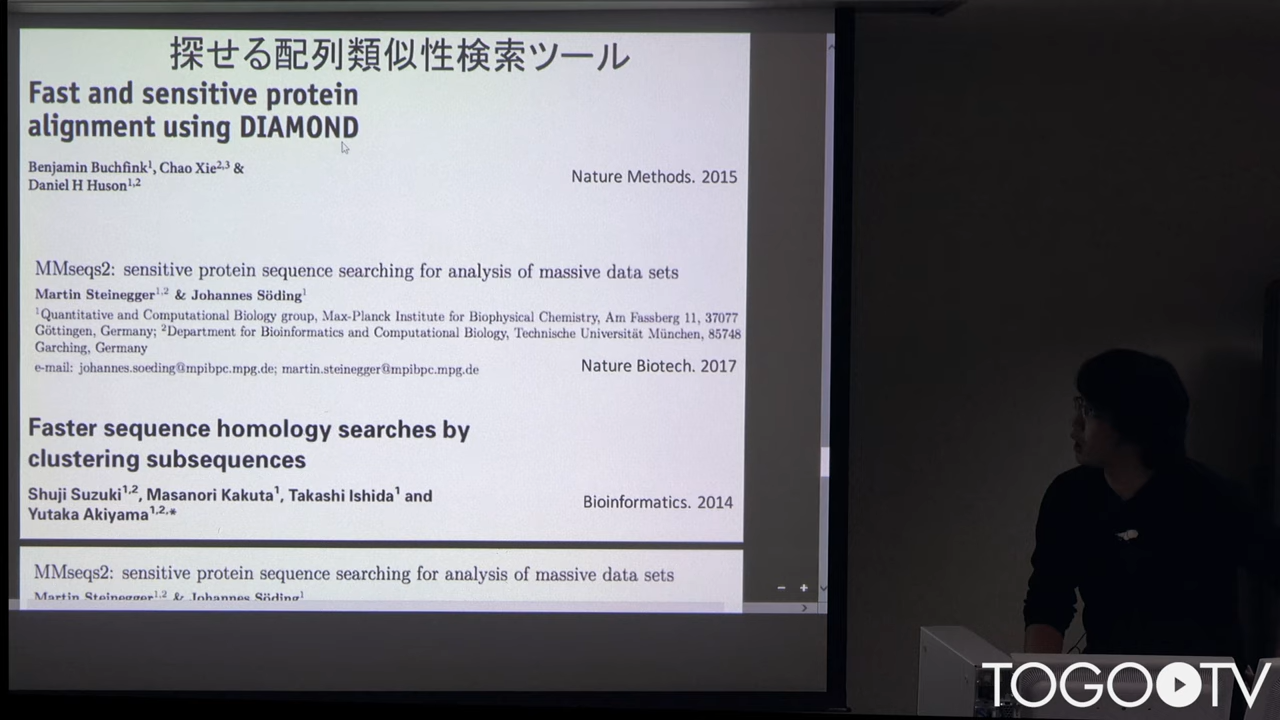 探せる配列類似性検索ツール
Fast and sensitive protein
alignment using DIAMOND
Benjamin Buchfink¹, Chao Xie²,³ &
Daniel H Huson¹,²
Nature Methods. 2015
MMseqs2: sensitive protein sequence searching for analysis of massive data sets
Martin Steinegger¹,² & Johannes Söding¹
¹Quantitative and Computational Biology group, Max-Planck Institute for Biophysical Chemistry, Am Fassberg 11, 37077
Göttingen, Germany; ²Department for Bioinformatics and Computational Biology, Technische Universität München, 85748
Garching, Germany
e-mail: johannes.soeding@mpibpc.mpg.de; martin.steinegger@mpibpc.mpg.de
Nature Biotech. 2017
Faster sequence homology searches by
clustering subsequences
Shuji Suzuki¹,², Masanori Kakuta¹, Takashi Ishida¹ and
Yutaka Akiyama¹,²,*
Bioinformatics. 2014
MMseqs2: sensitive protein sequence searching for analysis of massive data sets
Martin Steinegger¹,² & Johannes Söding¹
TOGOTV